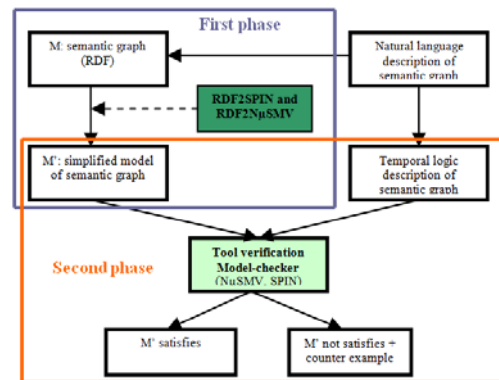 First phase
M: semantic graph
(RDF)
Natural language
description of
semantic graph
RDF2SPIN and
RDF2NµSMV
M': simplified model
of semantic graph
Temporal logic
description of
semantic graph
Second phase
Tool verification
Model-checker
(NuSMV, SPIN)
M' satisfies
M' not satisfies +
counter example